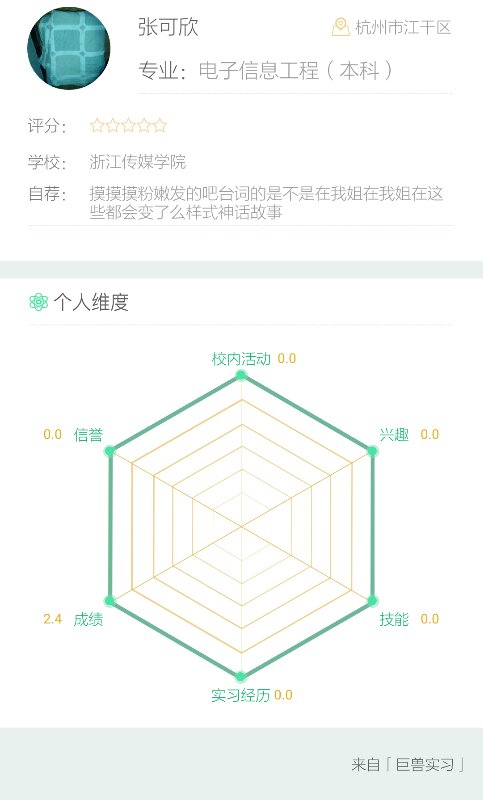 张可欣 杭州市江干区
专业：电子信息工程（本科）
评分：
学校： 浙江传媒学院
自荐： 摸摸摸粉嫩发的吧台词的是不是在我姐在我姐在这
些都会变了么样式神话故事
个人维度
校内活动 0.0
0.0 信誉 兴趣 0.0
2.4 成绩 技能 0.0
实习经历 0.0
来自「巨兽实习」